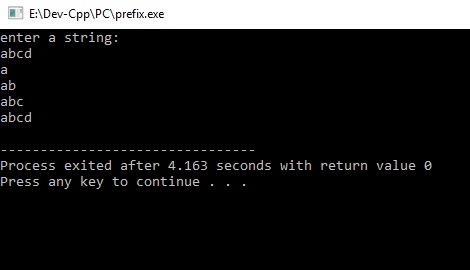 E:\Dev-Cpp\PC\prefix.exe
enter a string:
abcd
a
ab
abc
abcd
--------------------------------
Process exited after 4.163 seconds with return value 0
Press any key to continue . . .